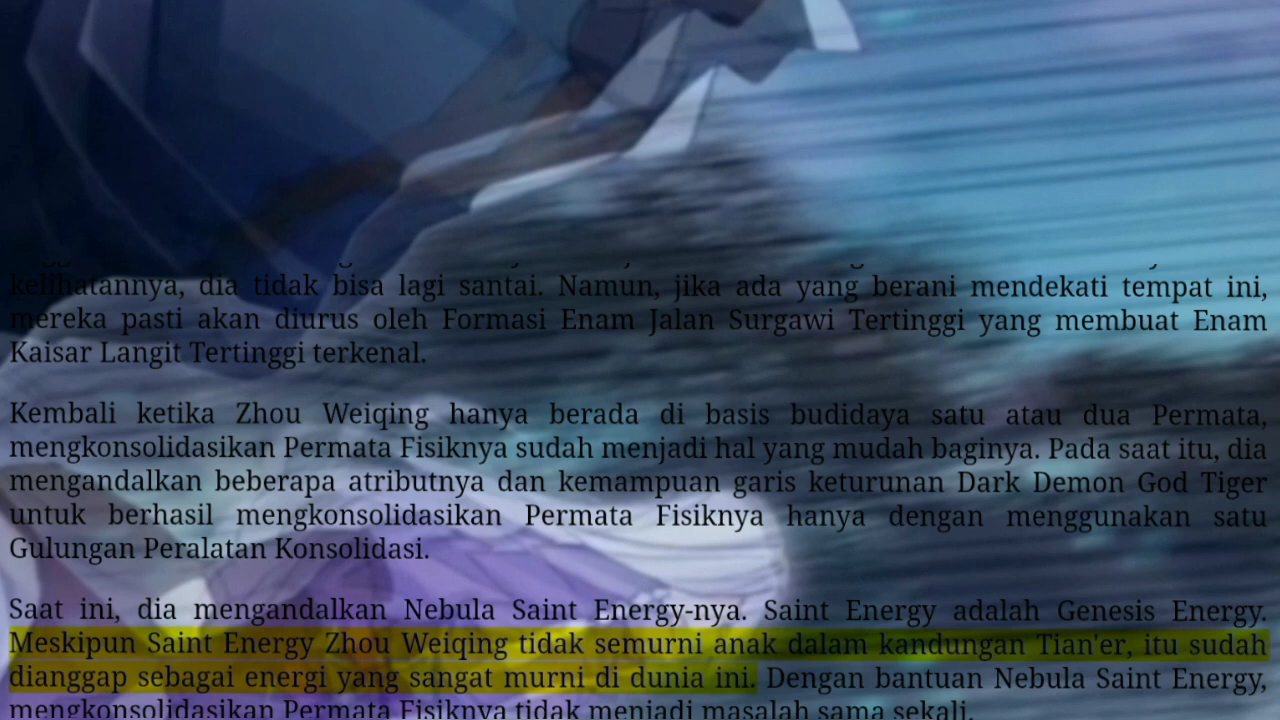 kelihatannya, dia tidak bisa lagi santai. Namun, jika ada yang berani mendekati tempat ini,
mereka pasti akan diurus oleh Formasi Enam Jalan Surgawi Tertinggi yang membuat Enam
Kaisar Langit Tertinggi terkenal.
Kembali ketika Zhou Weiqing hanya berada di basis budidaya satu atau dua Permata,
mengkonsolidasikan Permata Fisiknya sudah menjadi hal yang mudah baginya. Pada saat itu, dia
mengandalkan beberapa atributnya dan kemampuan garis keturunan Dark Demon God Tiger
untuk berhasil mengkonsolidasikan Permata Fisiknya hanya dengan menggunakan satu
Gulungan Peralatan Konsolidasi.
Saat ini, dia mengandalkan Nebula Saint Energy-nya. Saint Energy adalah Genesis Energy.
Meskipun Saint Energy Zhou Weiqing tidak semurni anak dalam kandungan Tian'er, itu sudah
dianggap sebagai energi yang sangat murni di dunia ini. Dengan bantuan Nebula Saint Energy,
mengkonsolidasikan Permata Fisiknya tidak menjadi masalah sama sekali.